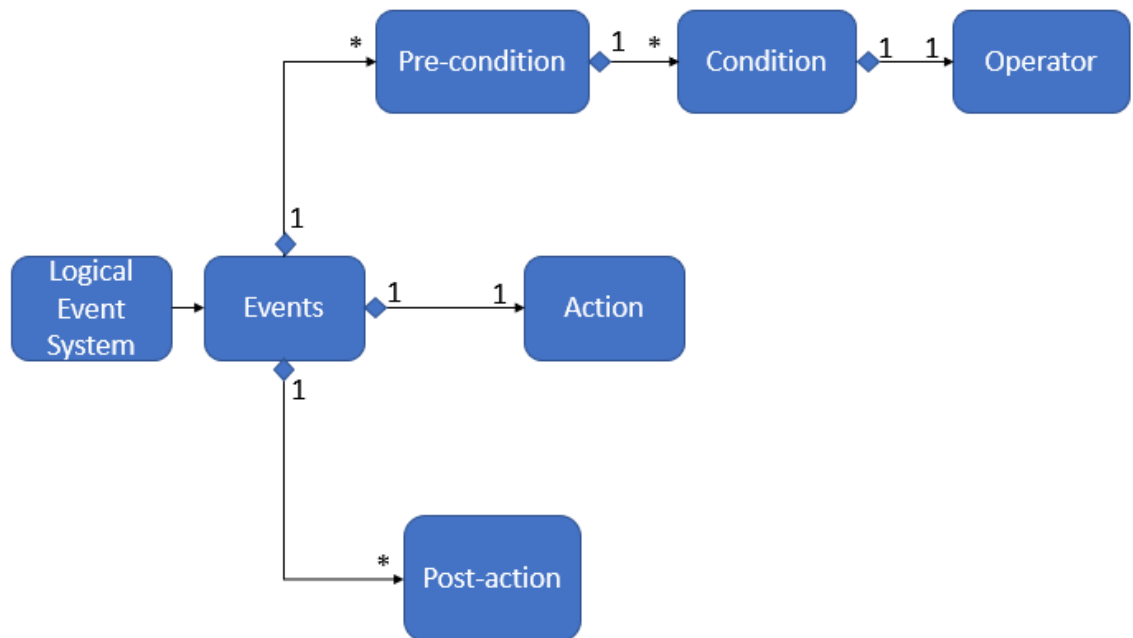 * Pre-condition 1 * Condition 1 1 Operator
1
Logical
Event
System
Events 1 1 Action
1
* Post-action